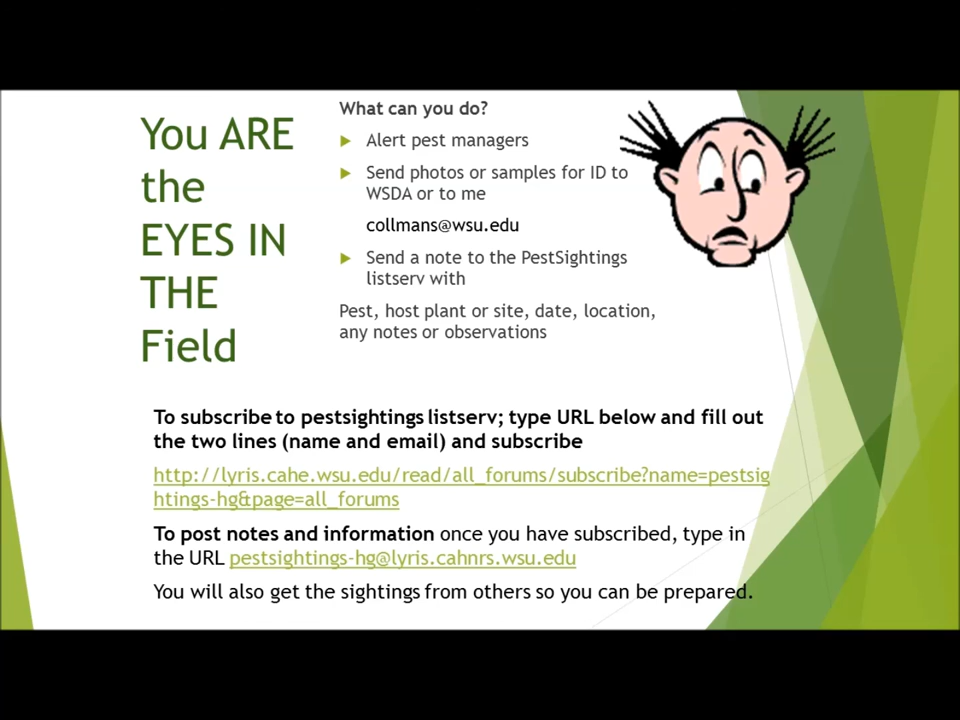 You ARE
the
EYES IN
THE
Field
What can you do?
Alert pest managers
Send photos or samples for ID to
WSDA or to me
collmans@wsu.edu
Send a note to the PestSightings
listserv with
Pest, host plant or site, date, location,
any notes or observations
To subscribe to pestsightings listserv; type URL below and fill out
the two lines (name and email) and subscribe
http://lyris.cahe.wsu.edu/read/all_forums/subscribe?name=pestsig
htings-hg&page=all_forums
To post notes and information once you have subscribed, type in
the URL pestsightings-hg@lyris.cahnrs.wsu.edu
You will also get the sightings from others so you can be prepared.